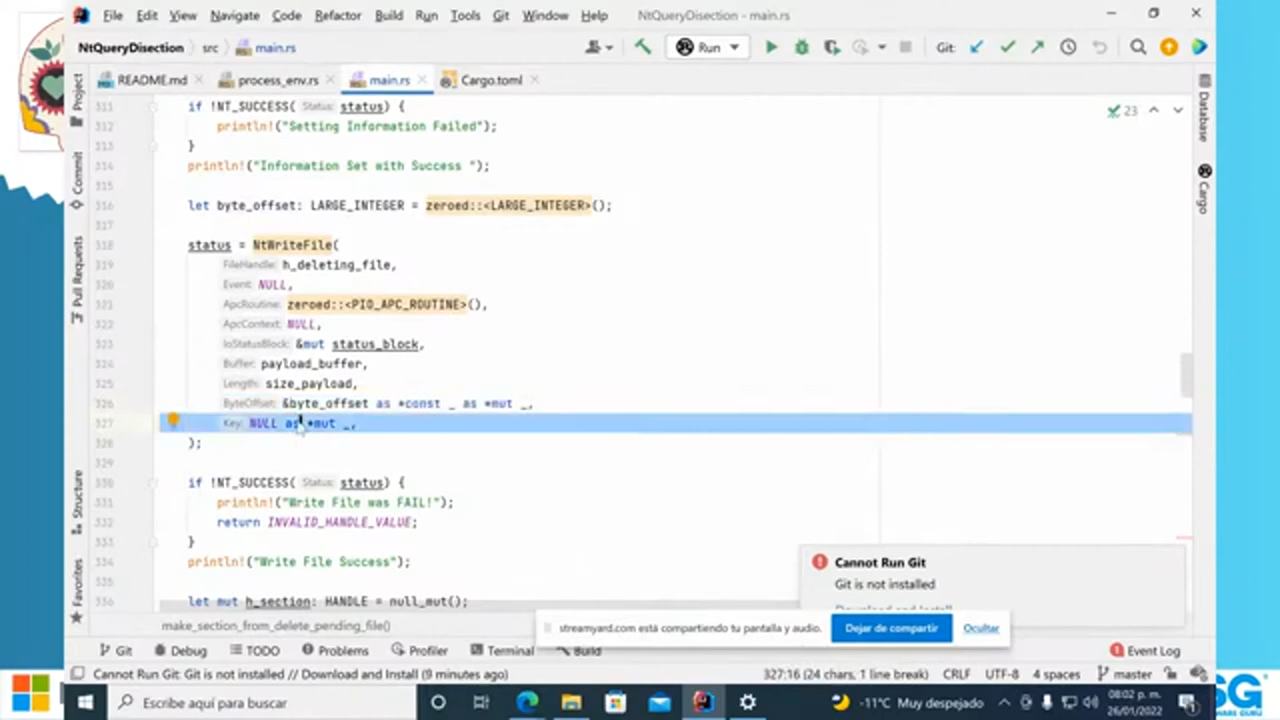 File Edit View Navigate Code Refactor Build Run Tools Git Window Help NtQueryDisection - main.rs
NtQueryDisection src main.rs Run Git:
README.md process_env.rs main.rs Cargo.toml
Project
Commit
Pull Requests
Structure
Favorites
Database
Cargo
23
311 if !NT_SUCCESS( Status: status) {
312 println!("Setting Information Failed");
313 }
314 println!("Information Set with Success ");
315
316 let byte_offset: LARGE_INTEGER = zeroed::<LARGE_INTEGER>();
317
318 status = NtWriteFile(
319 FileHandle: h_deleting_file,
320 Event: NULL,
321 ApcRoutine: zeroed::<PIO_APC_ROUTINE>(),
322 ApcContext: NULL,
323 IoStatusBlock: &mut status_block,
324 Buffer: payload_buffer,
325 Length: size_payload,
326 ByteOffset: &byte_offset as *const _ as *mut _,
327 Key: NULL as *mut _,
328 );
329
330 if !NT_SUCCESS( Status: status) {
331 println!("Write File was FAIL!");
332 return INVALID_HANDLE_VALUE;
333 }
334 println!("Write File Success");
335
336 let mut h_section: HANDLE = null_mut();
make_section_from_delete_pending_file()
Cannot Run Git
Git is not installed
Download and Install
streamyard.com está compartiendo tu pantalla y audio. Dejar de compartir Ocultar
Git Debug TODO Problems Profiler Terminal Build Event Log
Cannot Run Git: Git is not installed // Download and Install (9 minutes ago) 327:16 (24 chars, 1 line break) CRLF UTF-8 4 spaces master
Escribe aquí para buscar -11°C Muy despejado 08:02 p. m.
26/01/2022
SG